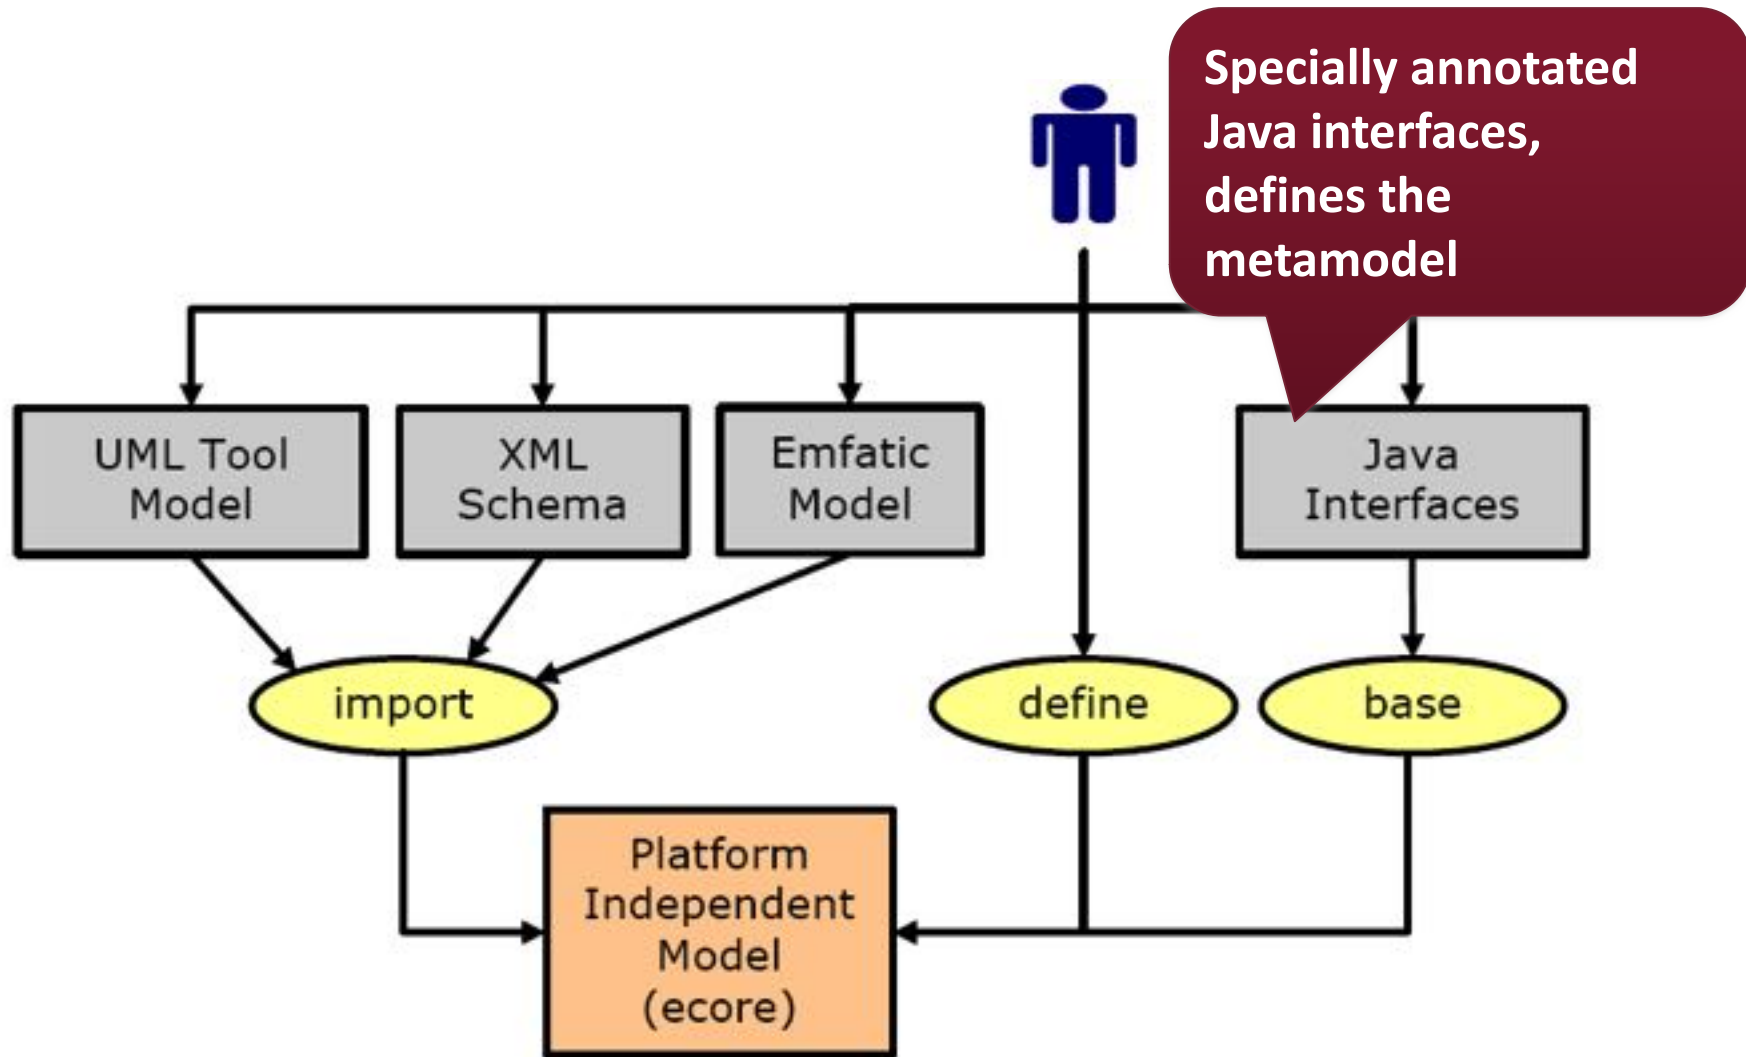 Specially annotated
Java interfaces,
defines the
metamodel
UML Tool
Model
XML
Schema
Emfatic
Model
Java
Interfaces
import
define
base
Platform
Independent
Model
(ecore)